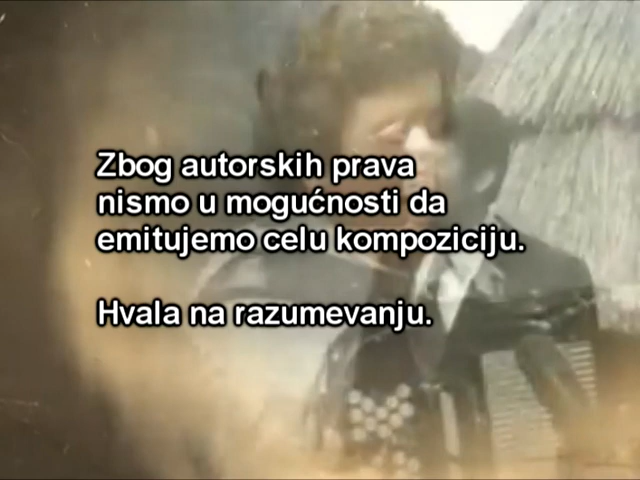 Zbog autorskih prava
nismo u mogućnosti da
emitujemo celu kompoziciju.
Hvala na razumevanju.